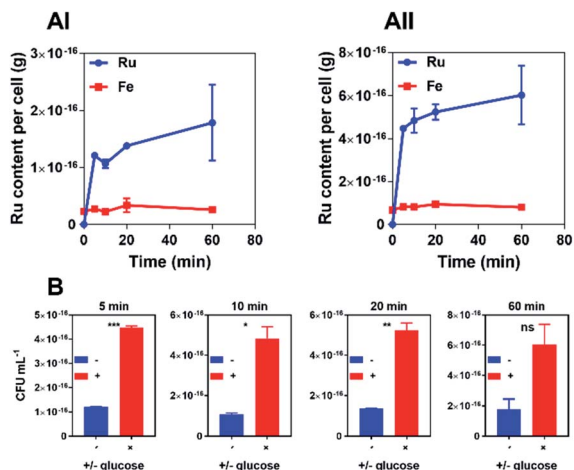 AI
AII
Ru content per cell (g)
3×10⁻¹⁶
2×10⁻¹⁶
1×10⁻¹⁶
0
Ru
Fe
0 20 40 60 80
Time (min)
Ru content per cell (g)
8×10⁻¹⁶
6×10⁻¹⁶
4×10⁻¹⁶
2×10⁻¹⁶
0
Ru
Fe
0 20 40 60 80
Time (min)
B
CFU mL⁻¹
5 min
5×10⁻¹⁶
4×10⁻¹⁶
3×10⁻¹⁶
2×10⁻¹⁶
1×10⁻¹⁶
0
***
-
+
- +
+/- glucose
10 min
6×10⁻¹⁶
4×10⁻¹⁶
2×10⁻¹⁶
0
*
-
+
- +
+/- glucose
20 min
6×10⁻¹⁶
4×10⁻¹⁶
2×10⁻¹⁶
0
**
-
+
- +
+/- glucose
60 min
8×10⁻¹⁶
6×10⁻¹⁶
4×10⁻¹⁶
2×10⁻¹⁶
0
ns
-
+
- +
+/- glucose